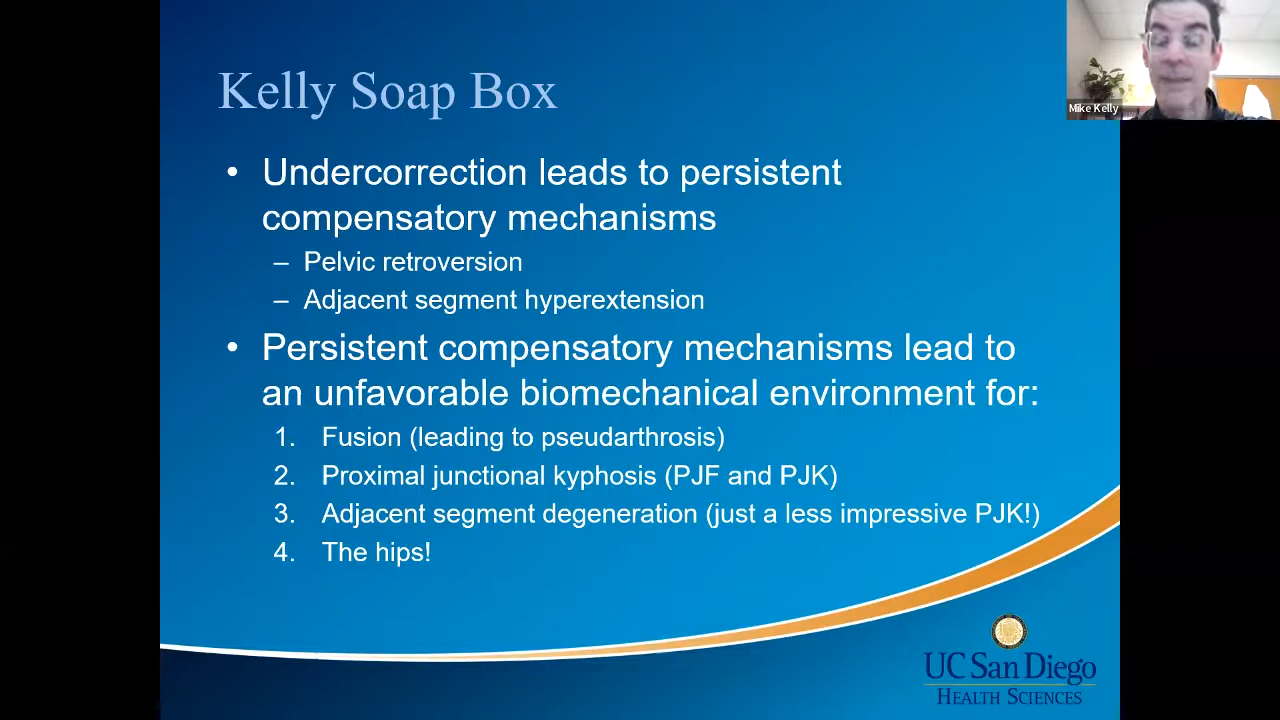 Kelly Soap Box
Mike Kelly
• Undercorrection leads to persistent
compensatory mechanisms
– Pelvic retroversion
– Adjacent segment hyperextension
• Persistent compensatory mechanisms lead to
an unfavorable biomechanical environment for:
1. Fusion (leading to pseudarthrosis)
2. Proximal junctional kyphosis (PJF and PJK)
3. Adjacent segment degeneration (just a less impressive PJK!)
4. The hips!
UC San Diego
HEALTH SCIENCES